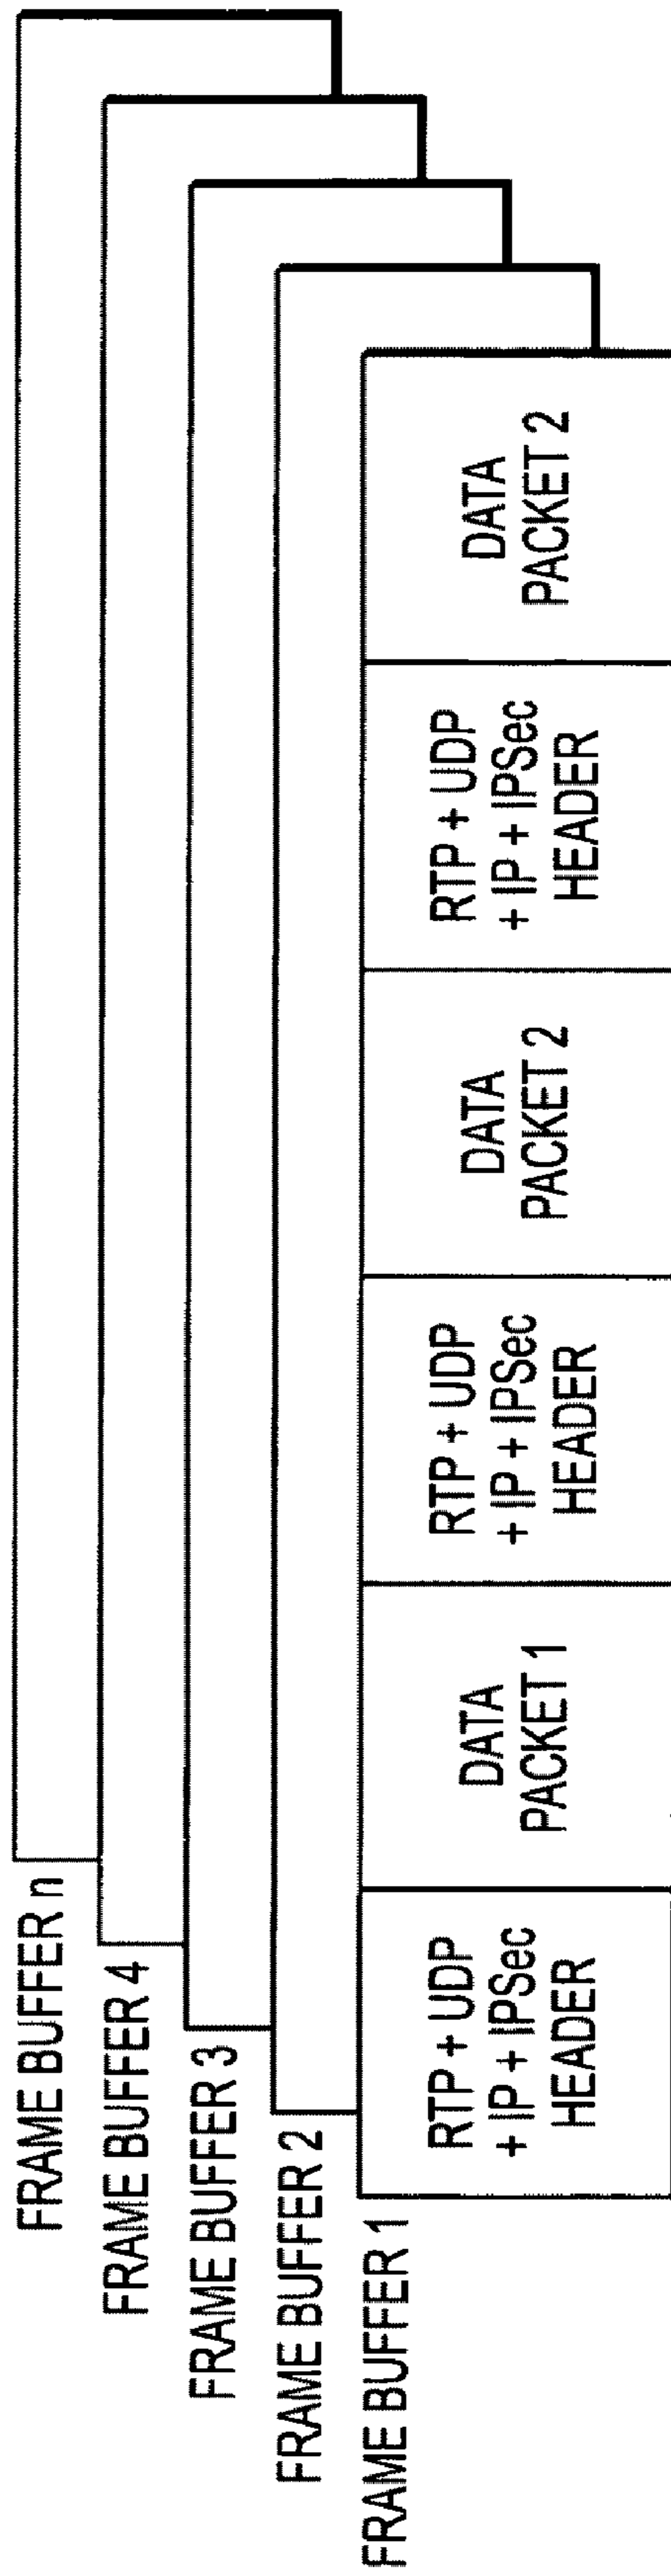 FRAME BUFFER n
FRAME BUFFER 4
FRAME BUFFER 3
FRAME BUFFER 2
FRAME BUFFER 1
RTP + UDP
+ IP + IPSec
HEADER
DATA
PACKET 1
RTP + UDP
+ IP + IPSec
HEADER
DATA
PACKET 2
RTP + UDP
+ IP + IPSec
HEADER
DATA
PACKET 2